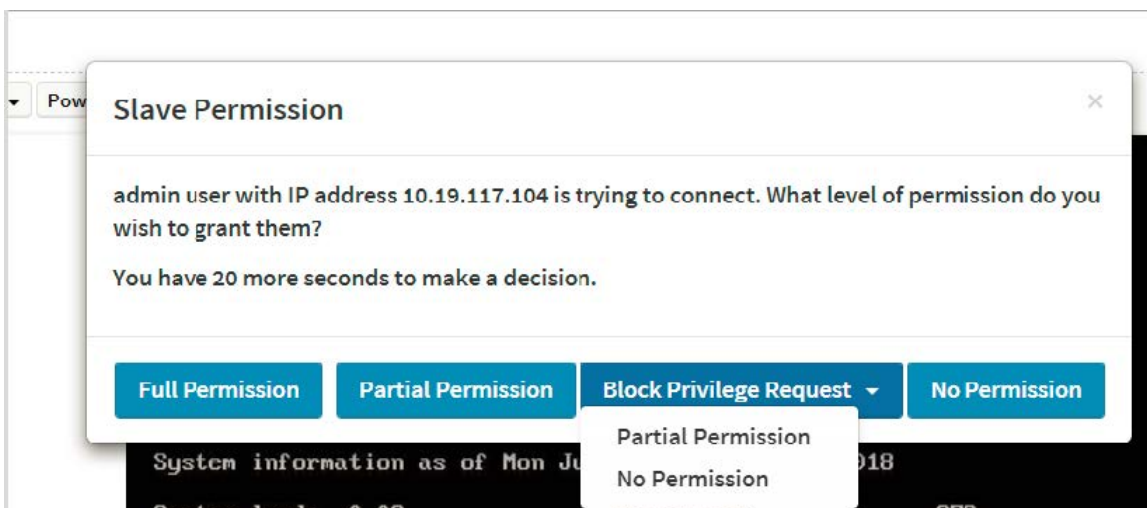 Pow
Slave Permission
×
admin user with IP address 10.19.117.104 is trying to connect. What level of permission do you
wish to grant them?
You have 20 more seconds to make a decision.
Full Permission Partial Permission Block Privilege Request No Permission
Partial Permission
No Permission
System information as of Mon Ju 018